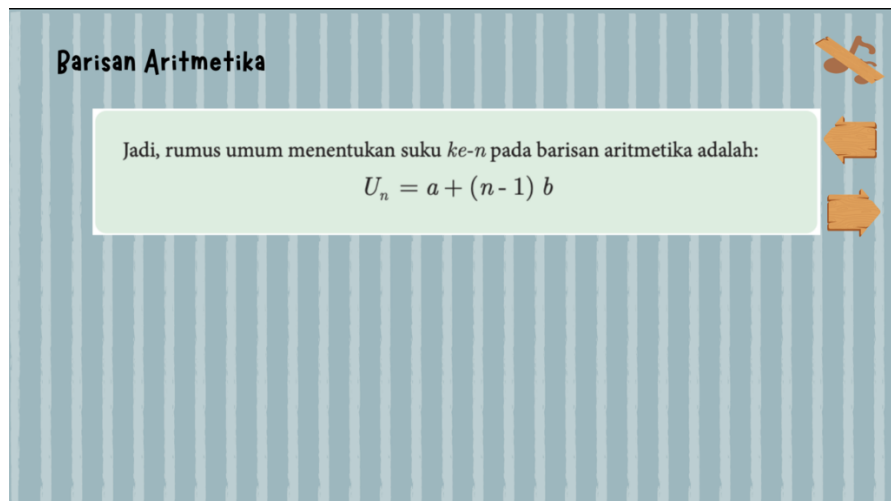 Barisan Aritmetika
Jadi, rumus umum menentukan suku ke-n pada barisan aritmetika adalah:
Uₙ = a + (n - 1) b